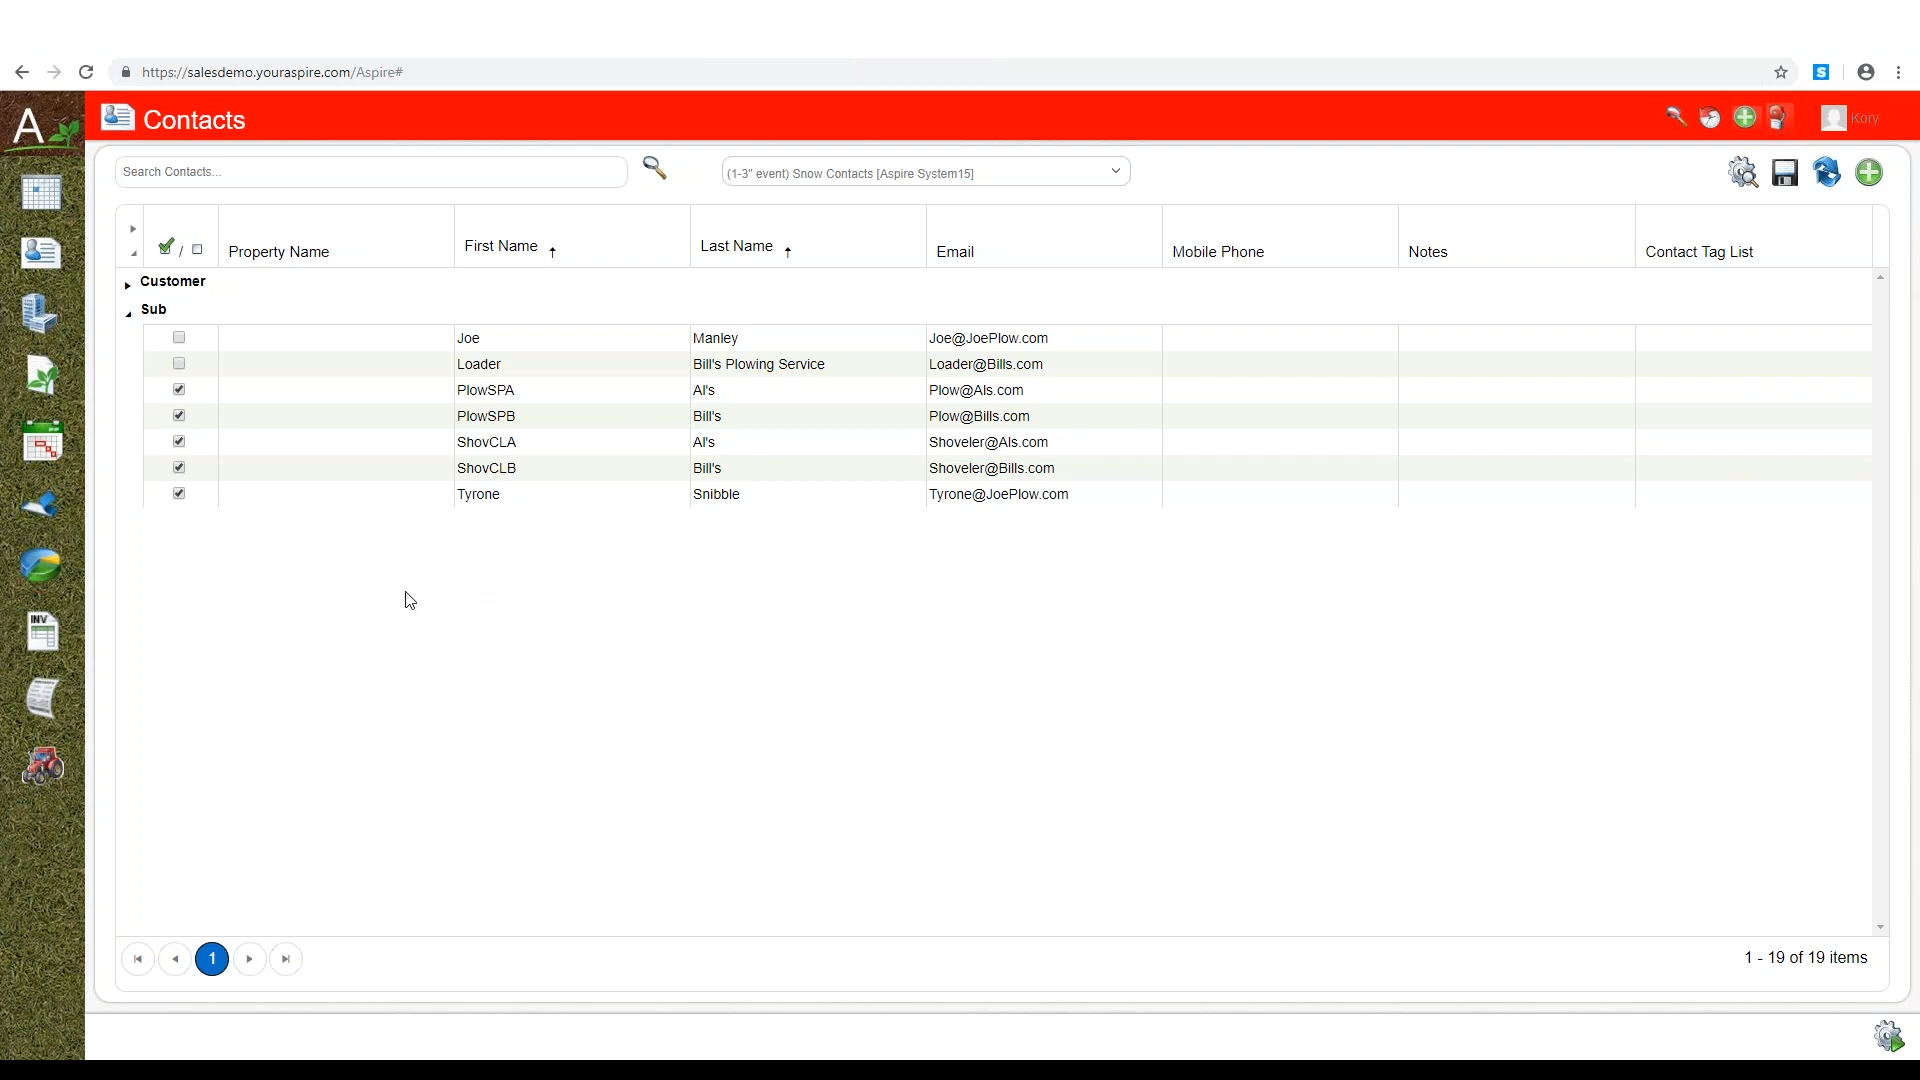 https://salesdemo.youraspire.com/Aspire#
A
Contacts
Kory
Search Contacts...
(1-3" event) Snow Contacts [Aspire System15]
/ Property Name First Name Last Name Email Mobile Phone Notes Contact Tag List
Customer
Sub
Joe Manley Joe@JoePlow.com
Loader Bill's Plowing Service Loader@Bills.com
PlowSPA Al's Plow@Als.com
PlowSPB Bill's Plow@Bills.com
ShovCLA Al's Shoveler@Als.com
ShovCLB Bill's Shoveler@Bills.com
Tyrone Snibble Tyrone@JoePlow.com
INV
1
1 - 19 of 19 items